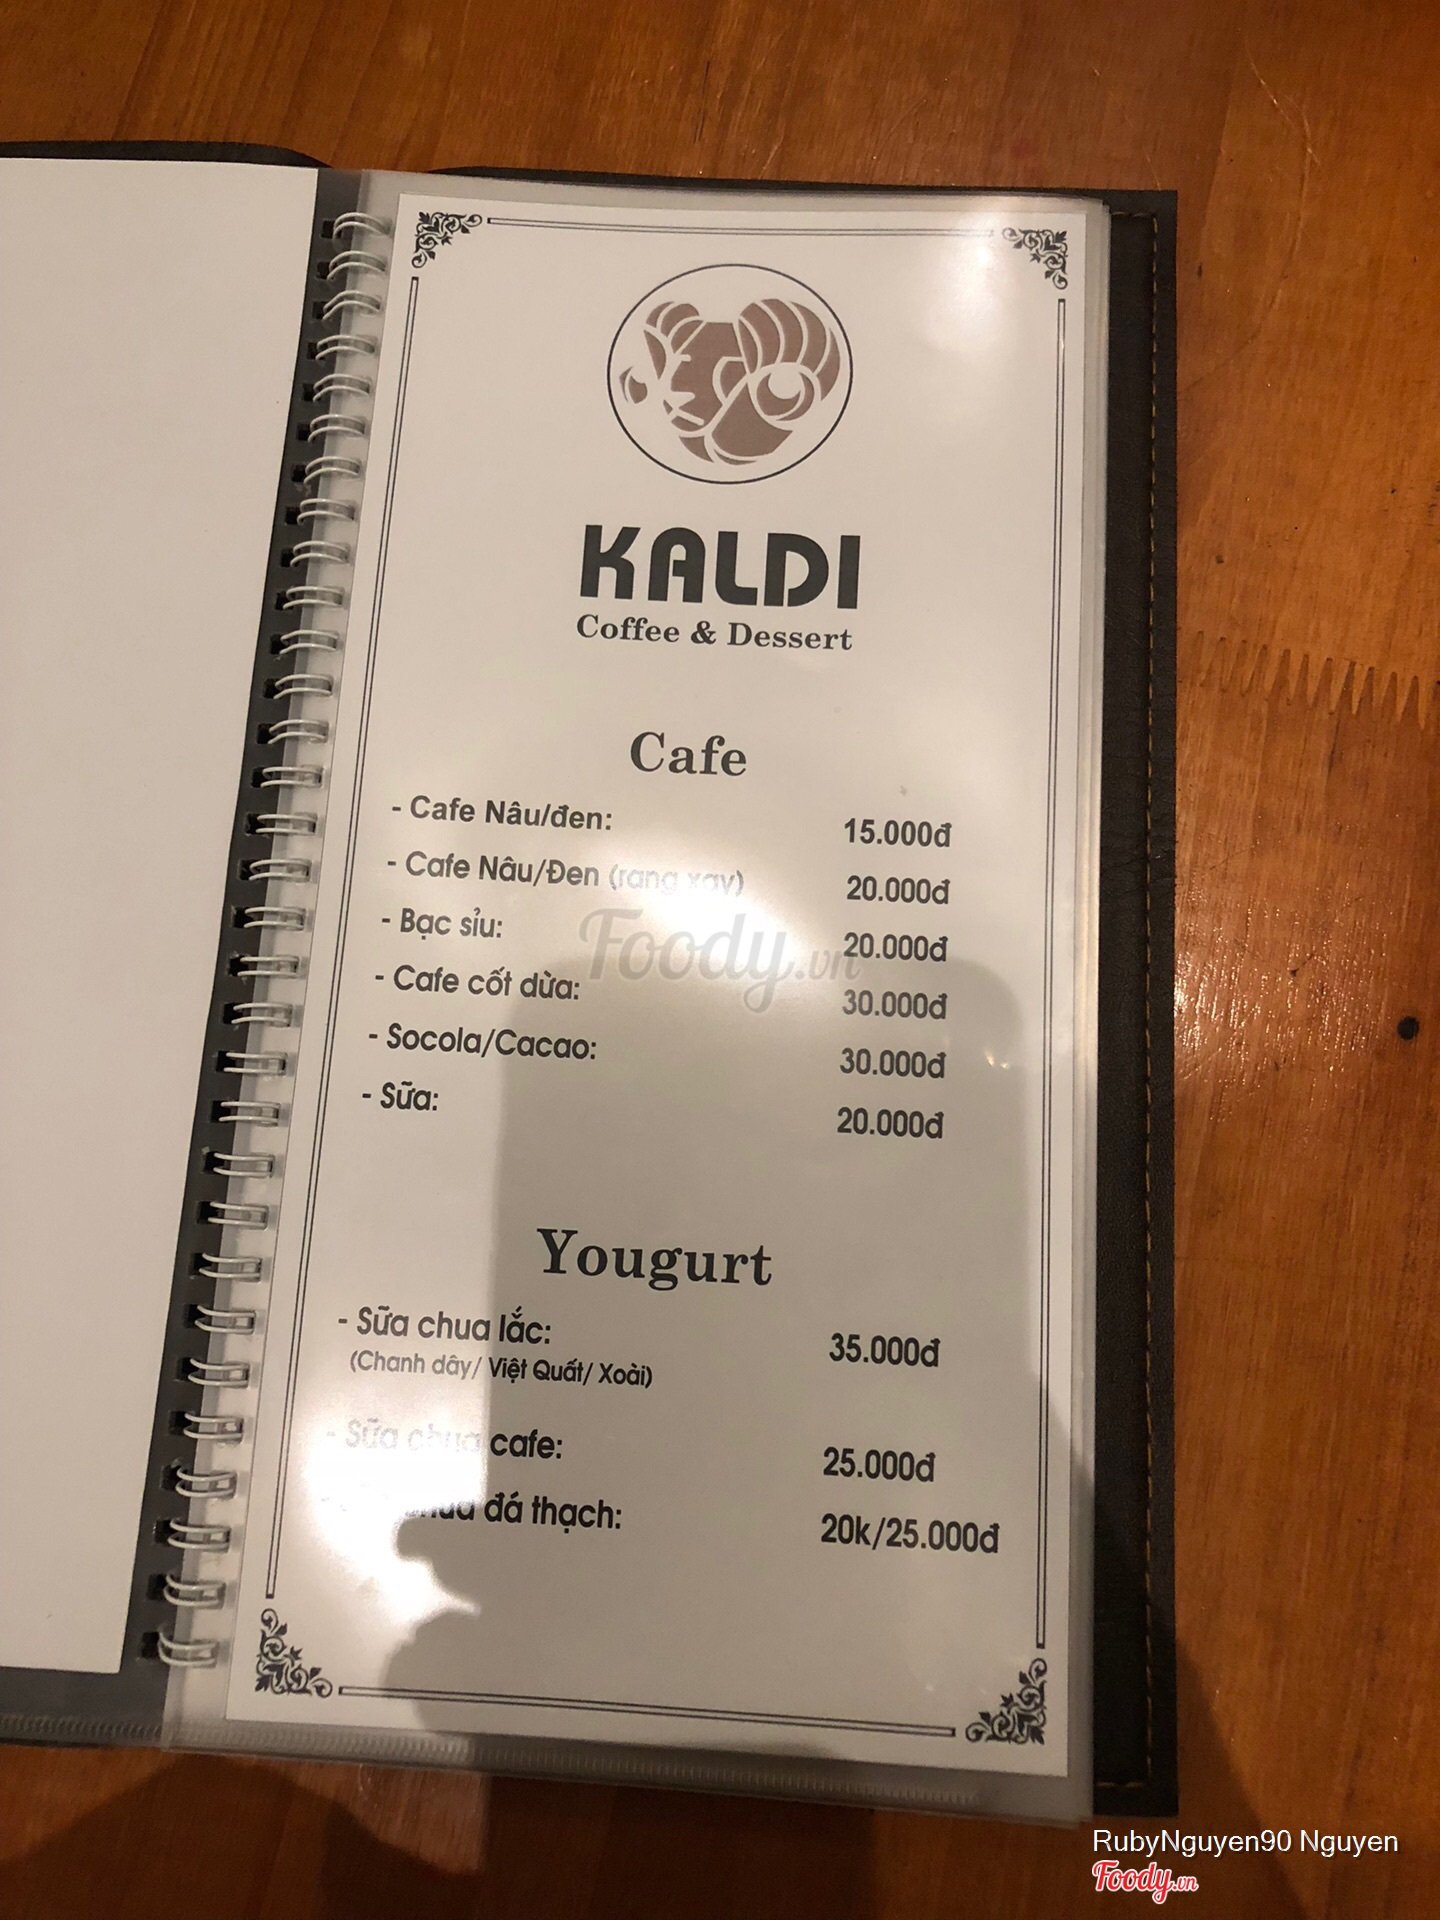 KALDI
Coffee & Dessert
Cafe
- Cafe Nâu/đen: 15.000đ
- Cafe Nâu/Đen (rang xay) 20.000đ
- Bạc sỉu: 20.000đ
- Cafe cốt dừa: 30.000đ
- Socola/Cacao: 30.000đ
- Sữa: 20.000đ
Foody.vn
Yougurt
- Sữa chua lắc: 35.000đ
(Chanh dây/ Việt Quất/ Xoài)
- Sữa chua cafe: 25.000đ
chua đá thạch: 20k/25.000đ
RubyNguyen90 Nguyen
Foody.vn